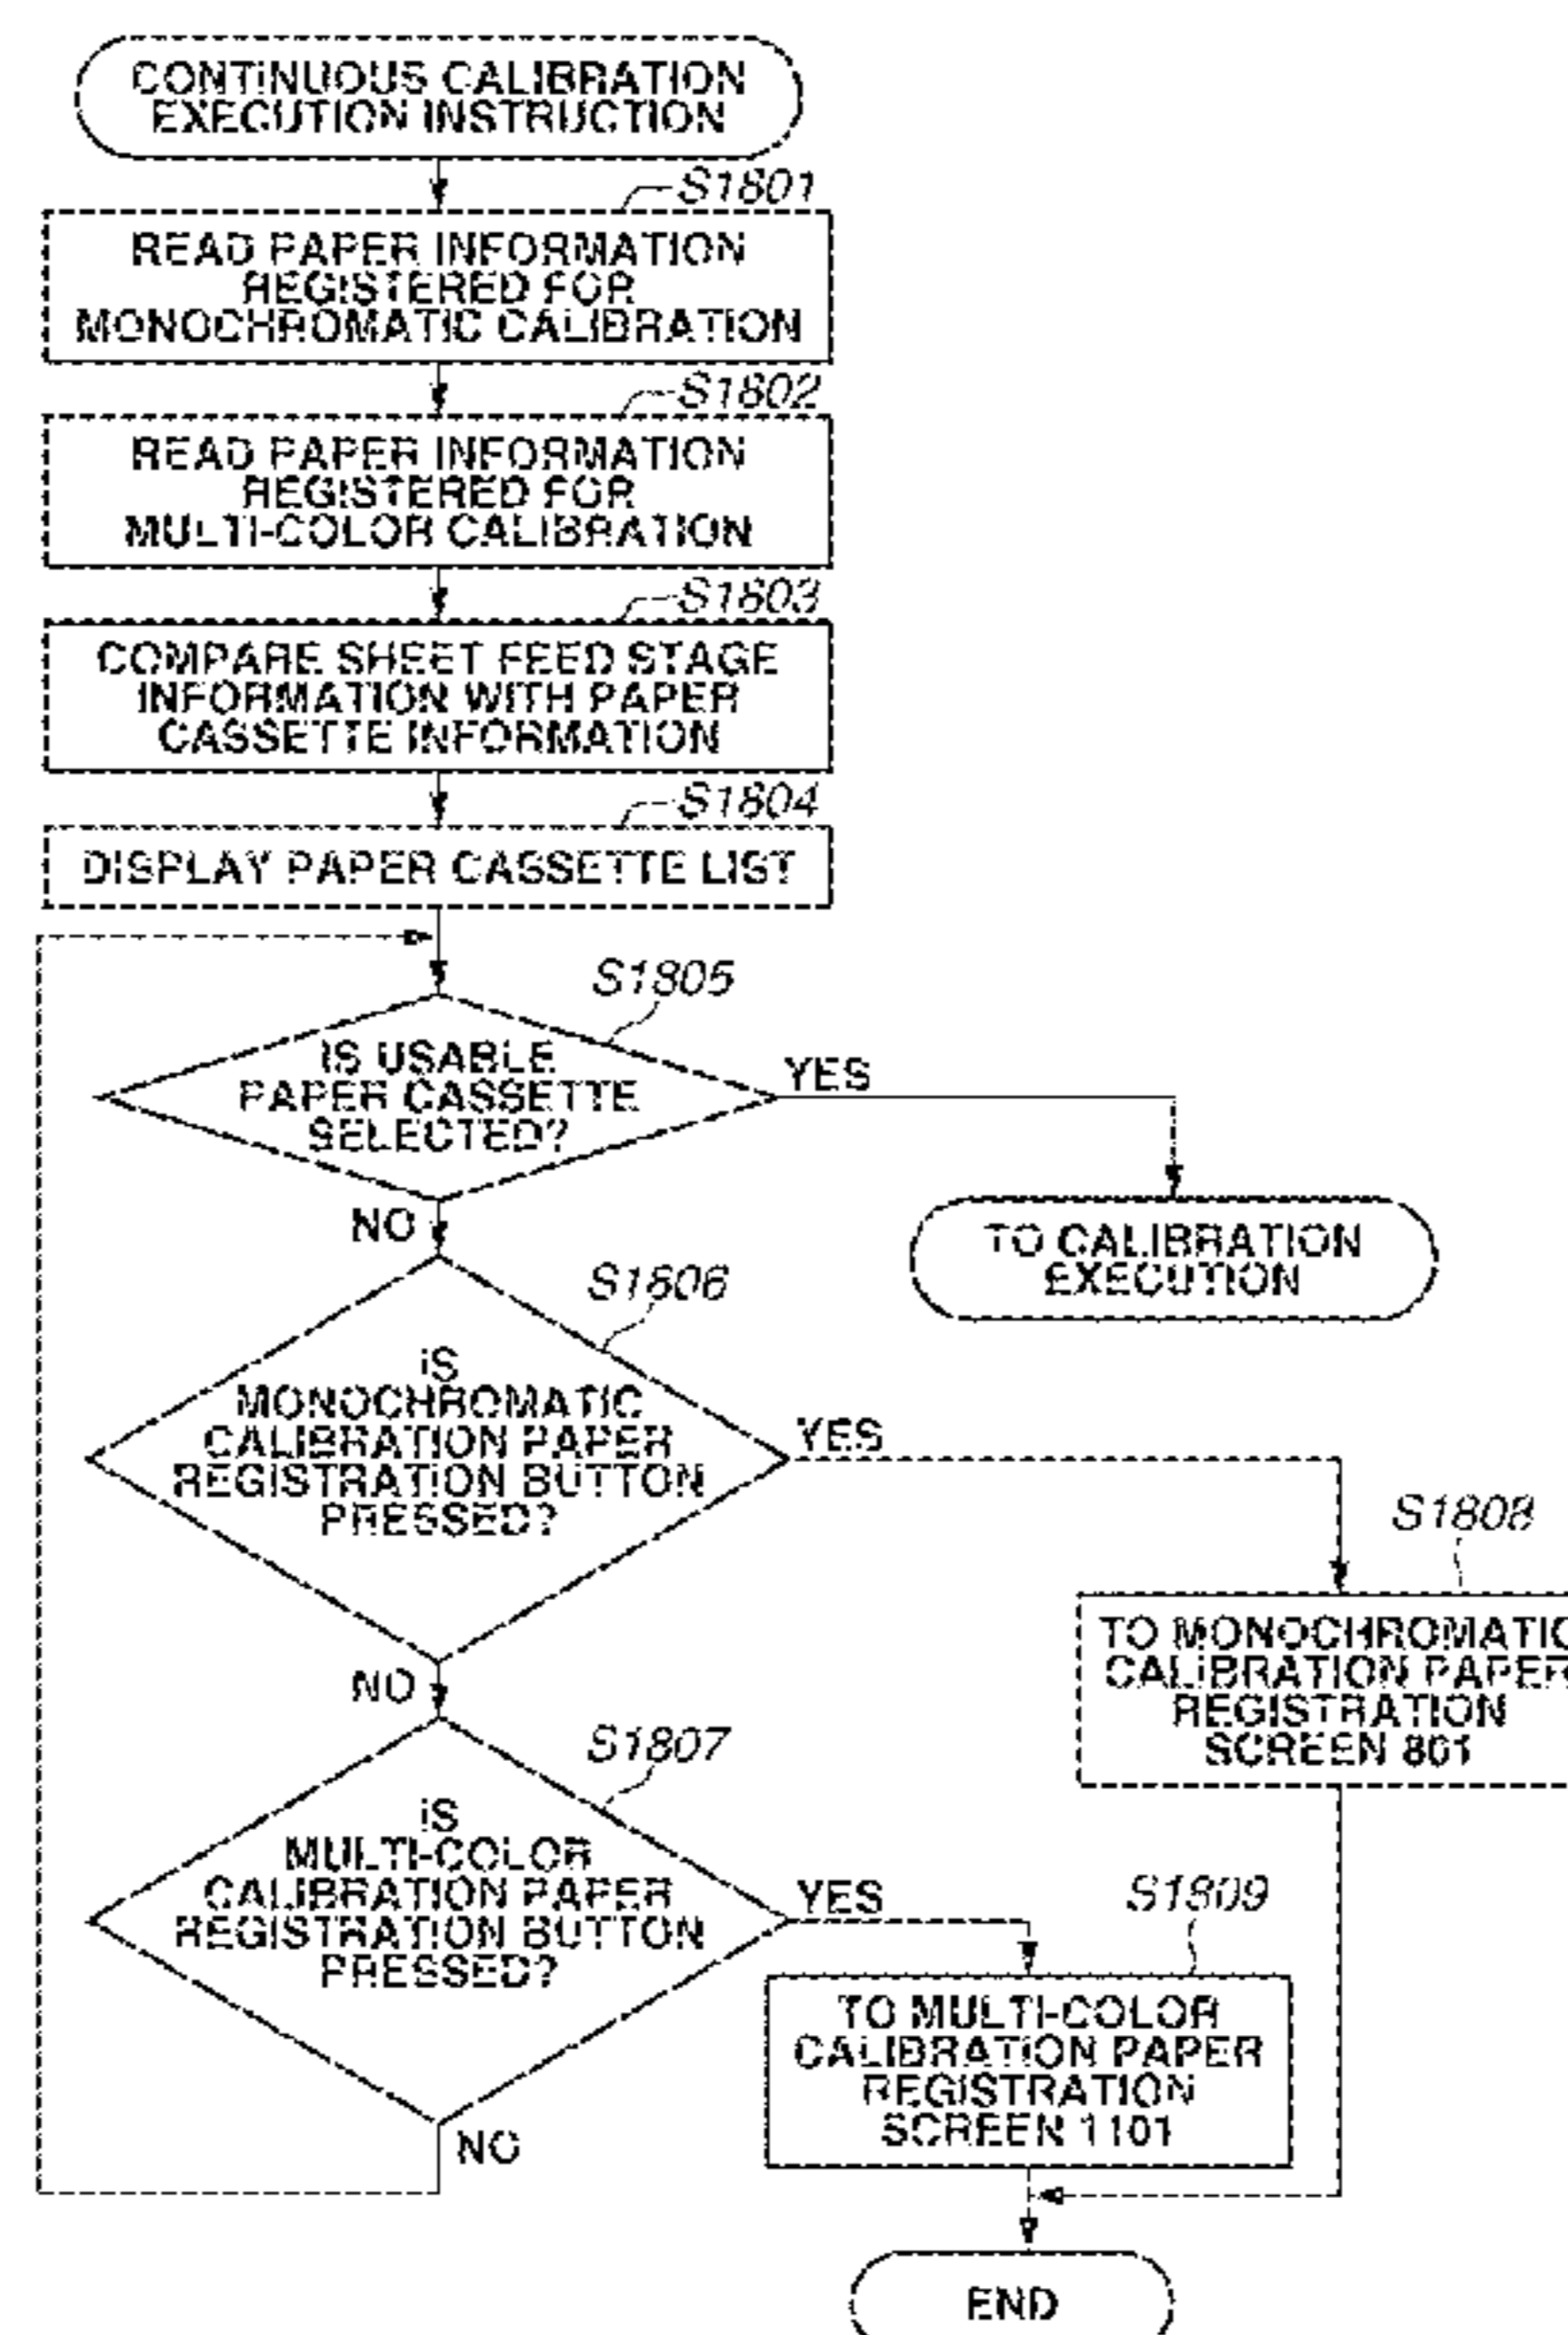 CONTINUOUS CALIBRATION
EXECUTION INSTRUCTION
S1801
READ PAPER INFORMATION
REGISTERED FOR
MONOCHROMATIC CALIBRATION
S1802
READ PAPER INFORMATION
REGISTERED FOR
MULTI-COLOR CALIBRATION
S1803
COMPARE SHEET FEED STAGE
INFORMATION WITH PAPER
CASSETTE INFORMATION
S1804
DISPLAY PAPER CASSETTE LIST
S1805
IS USABLE
PAPER CASSETTE
SELECTED?
YES
NO
TO CALIBRATION
EXECUTION
S1806
IS
MONOCHROMATIC
CALIBRATION PAPER
REGISTRATION BUTTON
PRESSED?
YES
NO
S1808
TO MONOCHROMATIC
CALIBRATION PAPER
REGISTRATION
SCREEN 801
S1807
IS
MULTI-COLOR
CALIBRATION PAPER
REGISTRATION BUTTON
PRESSED?
YES
NO
S1809
TO MULTI-COLOR
CALIBRATION PAPER
REGISTRATION
SCREEN 1101
END